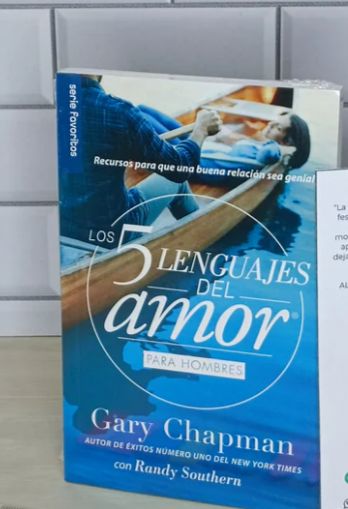 serie favoritos
Recursos para que una buena relación sea genial
LOS 5 LENGUAJES
DEL
amor®
PARA HOMBRES
Gary Chapman
AUTOR DE ÉXITOS NÚMERO UNO DEL NEW YORK TIMES
con Randy Southern
"La